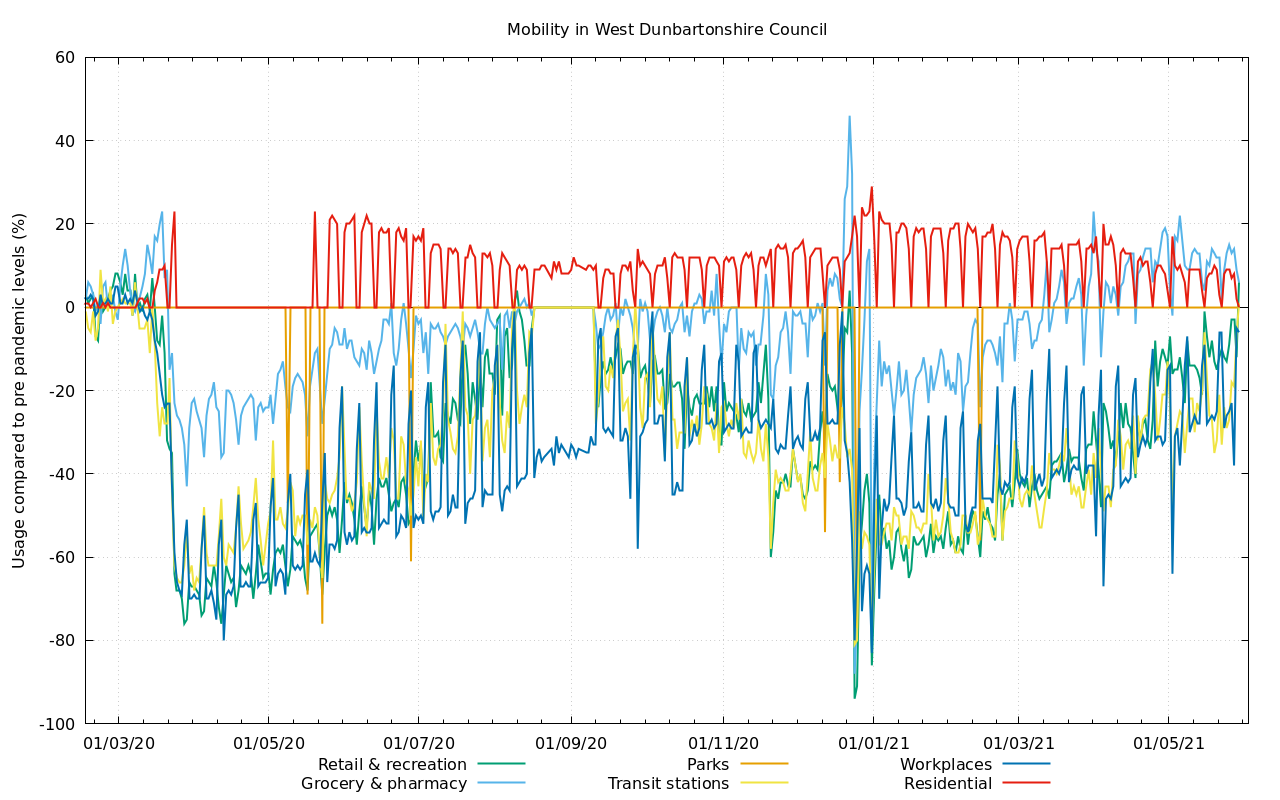 Mobility in West Dunbartonshire Council
Usage compared to pre pandemic levels (%)
60
40
20
0
-20
-40
-60
-80
-100
01/03/20 01/05/20 01/07/20 01/09/20 01/11/20 01/01/21 01/03/21 01/05/21
Retail & recreation Parks Workplaces
Grocery & pharmacy Transit stations Residential